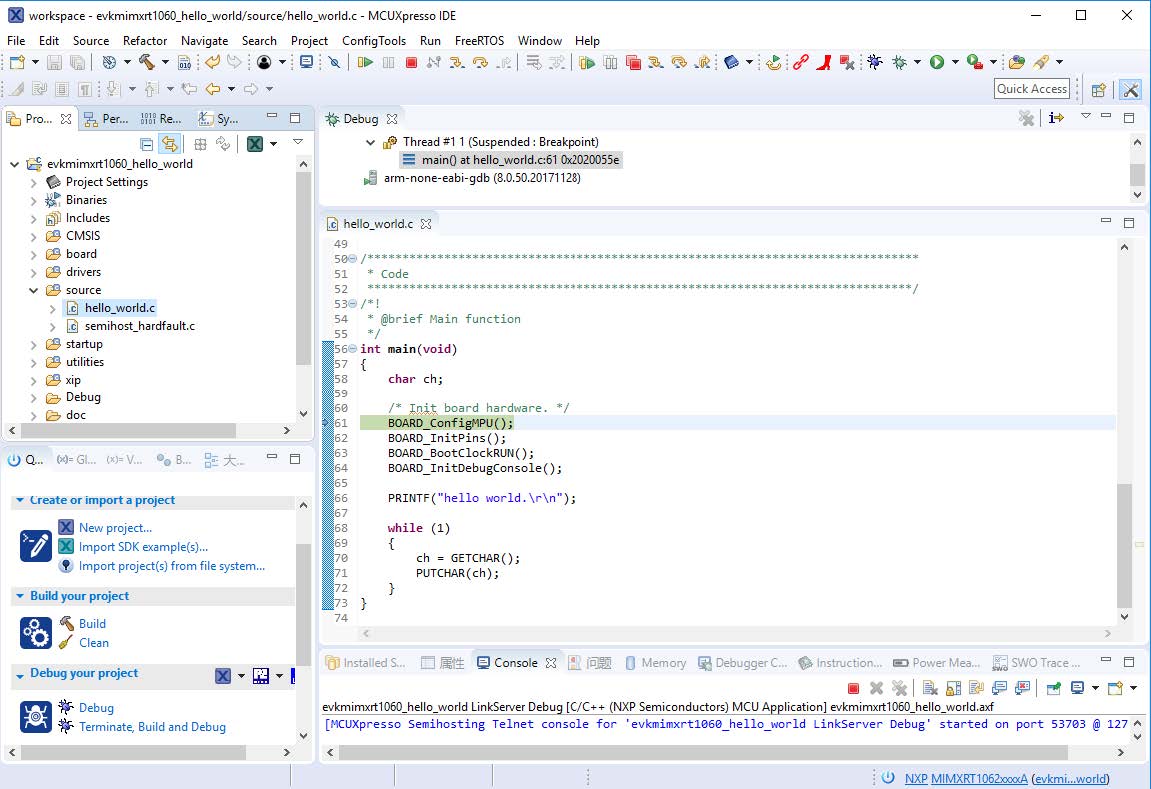 workspace - evkmimxrt1060_hello_world/source/hello_world.c - MCUXpresso IDE
File Edit Source Refactor Navigate Search Project ConfigTools Run FreeRTOS Window Help
Quick Access
Pro... Per... Re... Sy...
evkmimxrt1060_hello_world
Project Settings
Binaries
Includes
CMSIS
board
drivers
source
hello_world.c
semihost_hardfault.c
startup
utilities
xip
Debug
doc
Debug
Thread #1 1 (Suspended : Breakpoint)
main() at hello_world.c:61 0x2020055e
arm-none-eabi-gdb (8.0.50.20171128)
hello_world.c
49
50 /*******************************************************************************
51 * Code
52 ******************************************************************************/
53 /*!
54 * @brief Main function
55 */
56 int main(void)
57 {
58 char ch;
59
60 /* Init board hardware. */
61 BOARD_ConfigMPU();
62 BOARD_InitPins();
63 BOARD_BootClockRUN();
64 BOARD_InitDebugConsole();
65
66 PRINTF("hello world.\r\n");
67
68 while (1)
69 {
70 ch = GETCHAR();
71 PUTCHAR(ch);
72 }
73 }
74
Q... (x)= Gl... (x)= V... B... 大...
Create or import a project
New project...
Import SDK example(s)...
Import project(s) from file system...
Build your project
Build
Clean
Debug your project
Debug
Terminate, Build and Debug
Installed S... 属性 Console 问题 Memory Debugger C... Instruction... Power Mea... SWO Trace ...
evkmimxrt1060_hello_world LinkServer Debug [C/C++ (NXP Semiconductors) MCU Application] evkmimxrt1060_hello_world.axf
[MCUXpresso Semihosting Telnet console for 'evkmimxrt1060_hello_world LinkServer Debug' started on port 53703 @ 127
NXP MIMXRT1062xxxxA (evkmi...world)